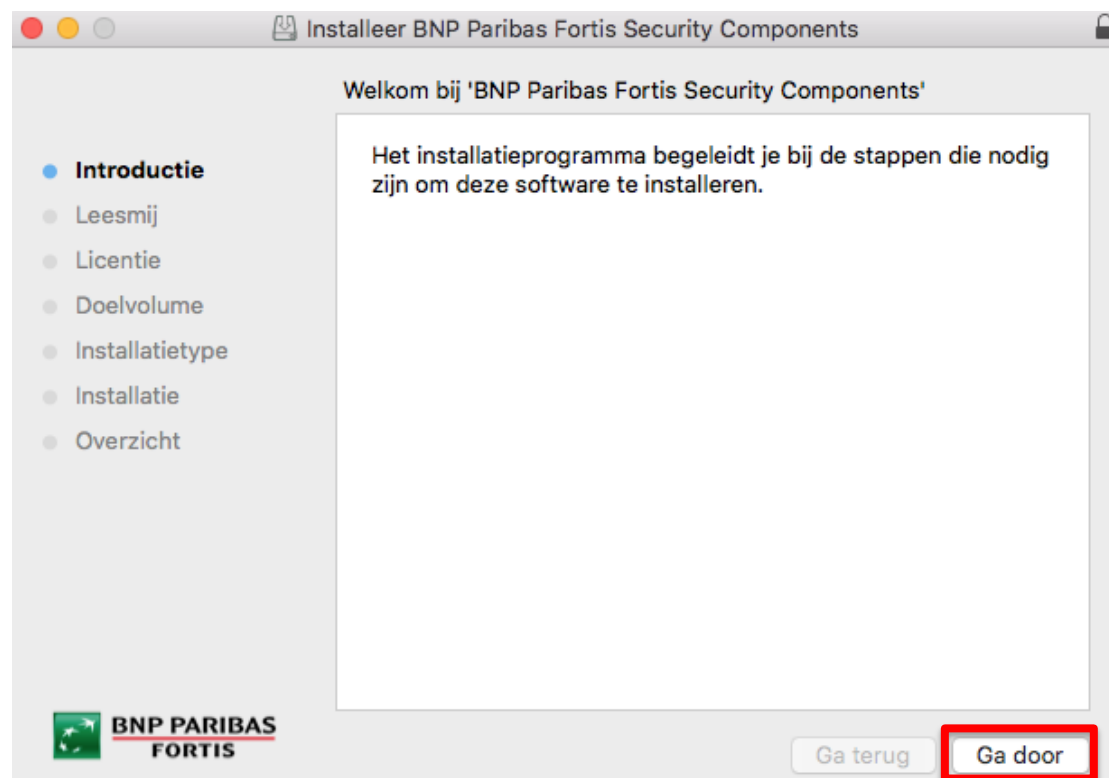 Installeer BNP Paribas Fortis Security Components
Welkom bij 'BNP Paribas Fortis Security Components'
Introductie
Leesmij
Licentie
Doelvolume
Installatietype
Installatie
Overzicht
Het installatieprogramma begeleidt je bij de stappen die nodig
zijn om deze software te installeren.
BNP PARIBAS
FORTIS
Ga terug
Ga door